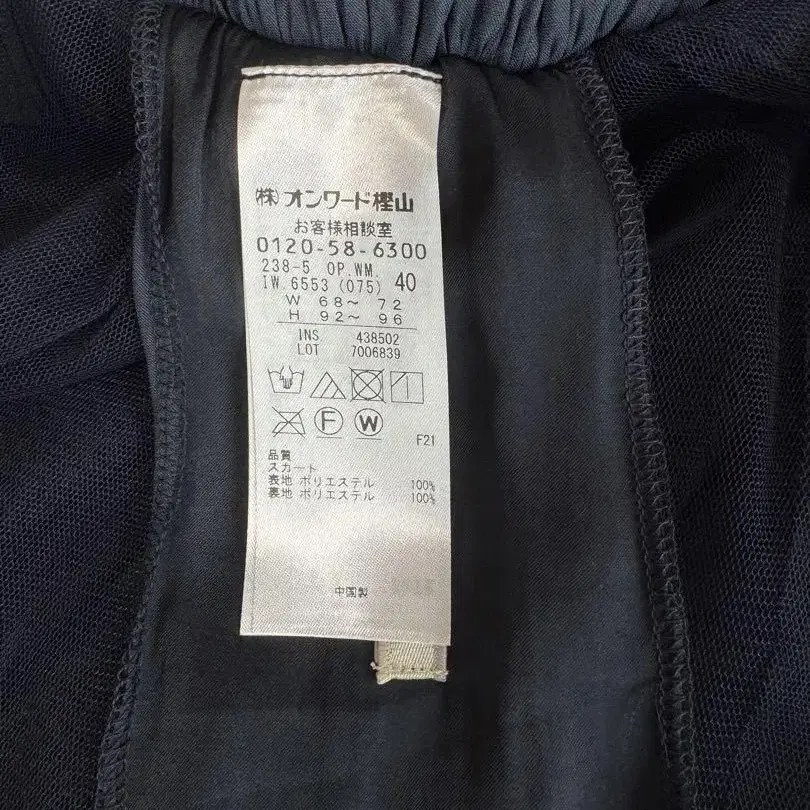 (株)オンワード樫山
お客様相談室
0120-58-6300
238-5 OP.WM.
IW.6553 (075) 40
W 68～ 72
H 92～ 96
INS 438502
LOT 7006839
F W
F21
品質
スカート
表地 ポリエステル 100%
裏地 ポリエステル 100%
中国製